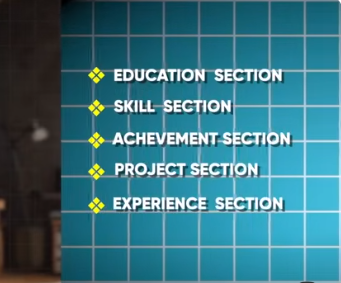 EDUCATION SECTION
SKILL SECTION
ACHEVEMENT SECTION
PROJECT SECTION
EXPERIENCE SECTION